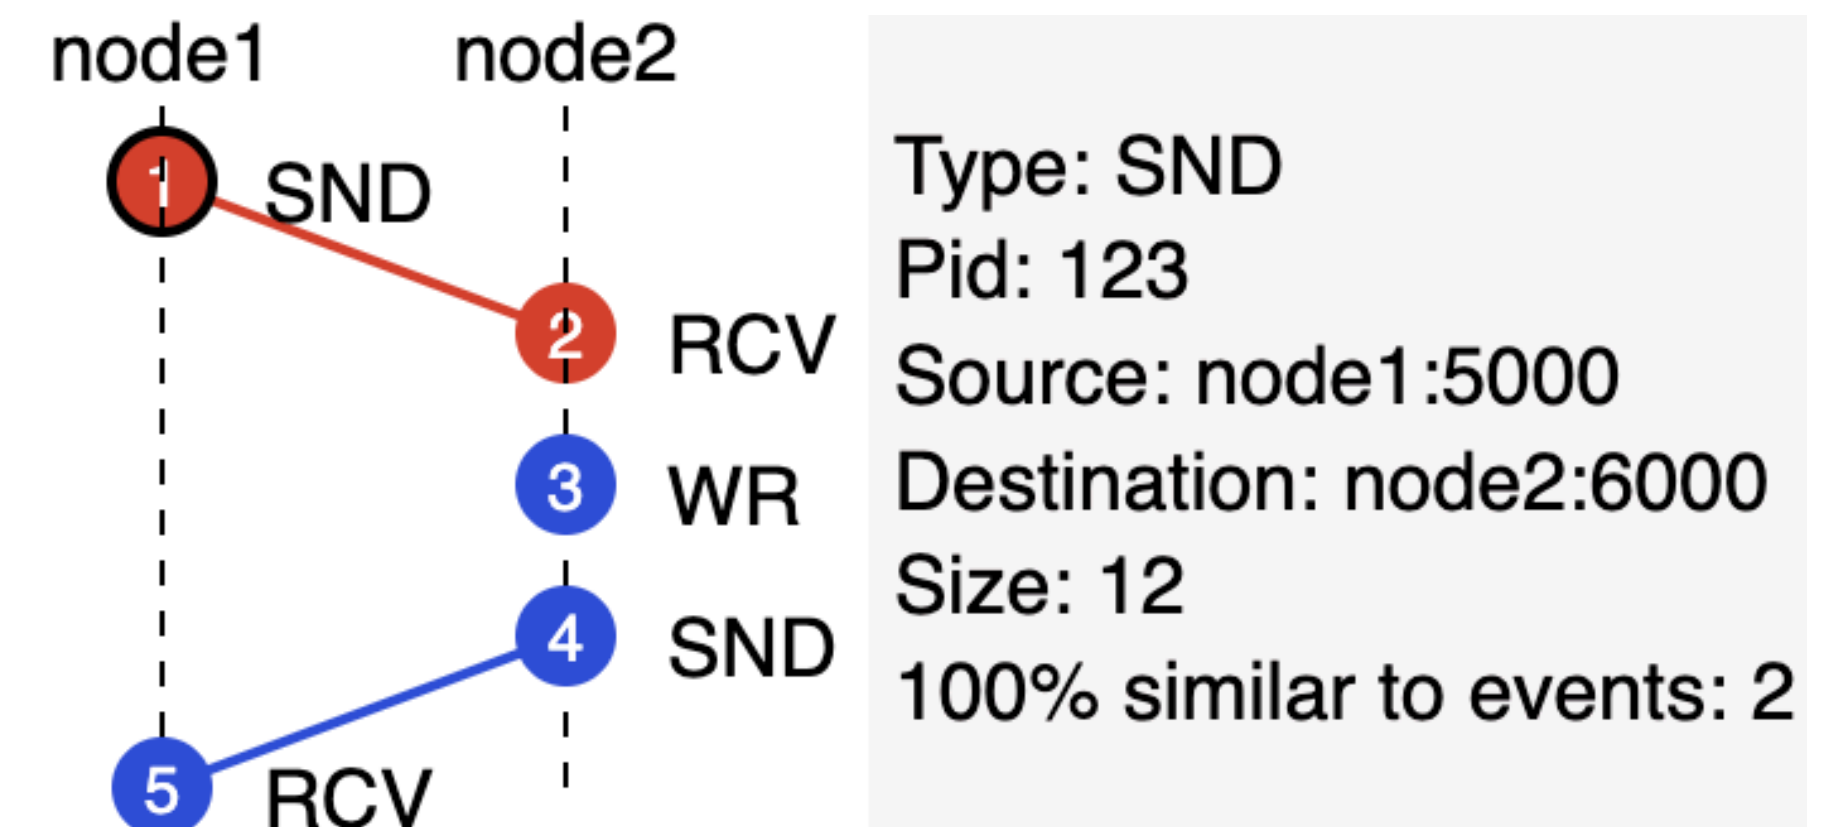 node1 node2
1 SND
2 RCV
3 WR
4 SND
5 RCV
Type: SND
Pid: 123
Source: node1:5000
Destination: node2:6000
Size: 12
100% similar to events: 2